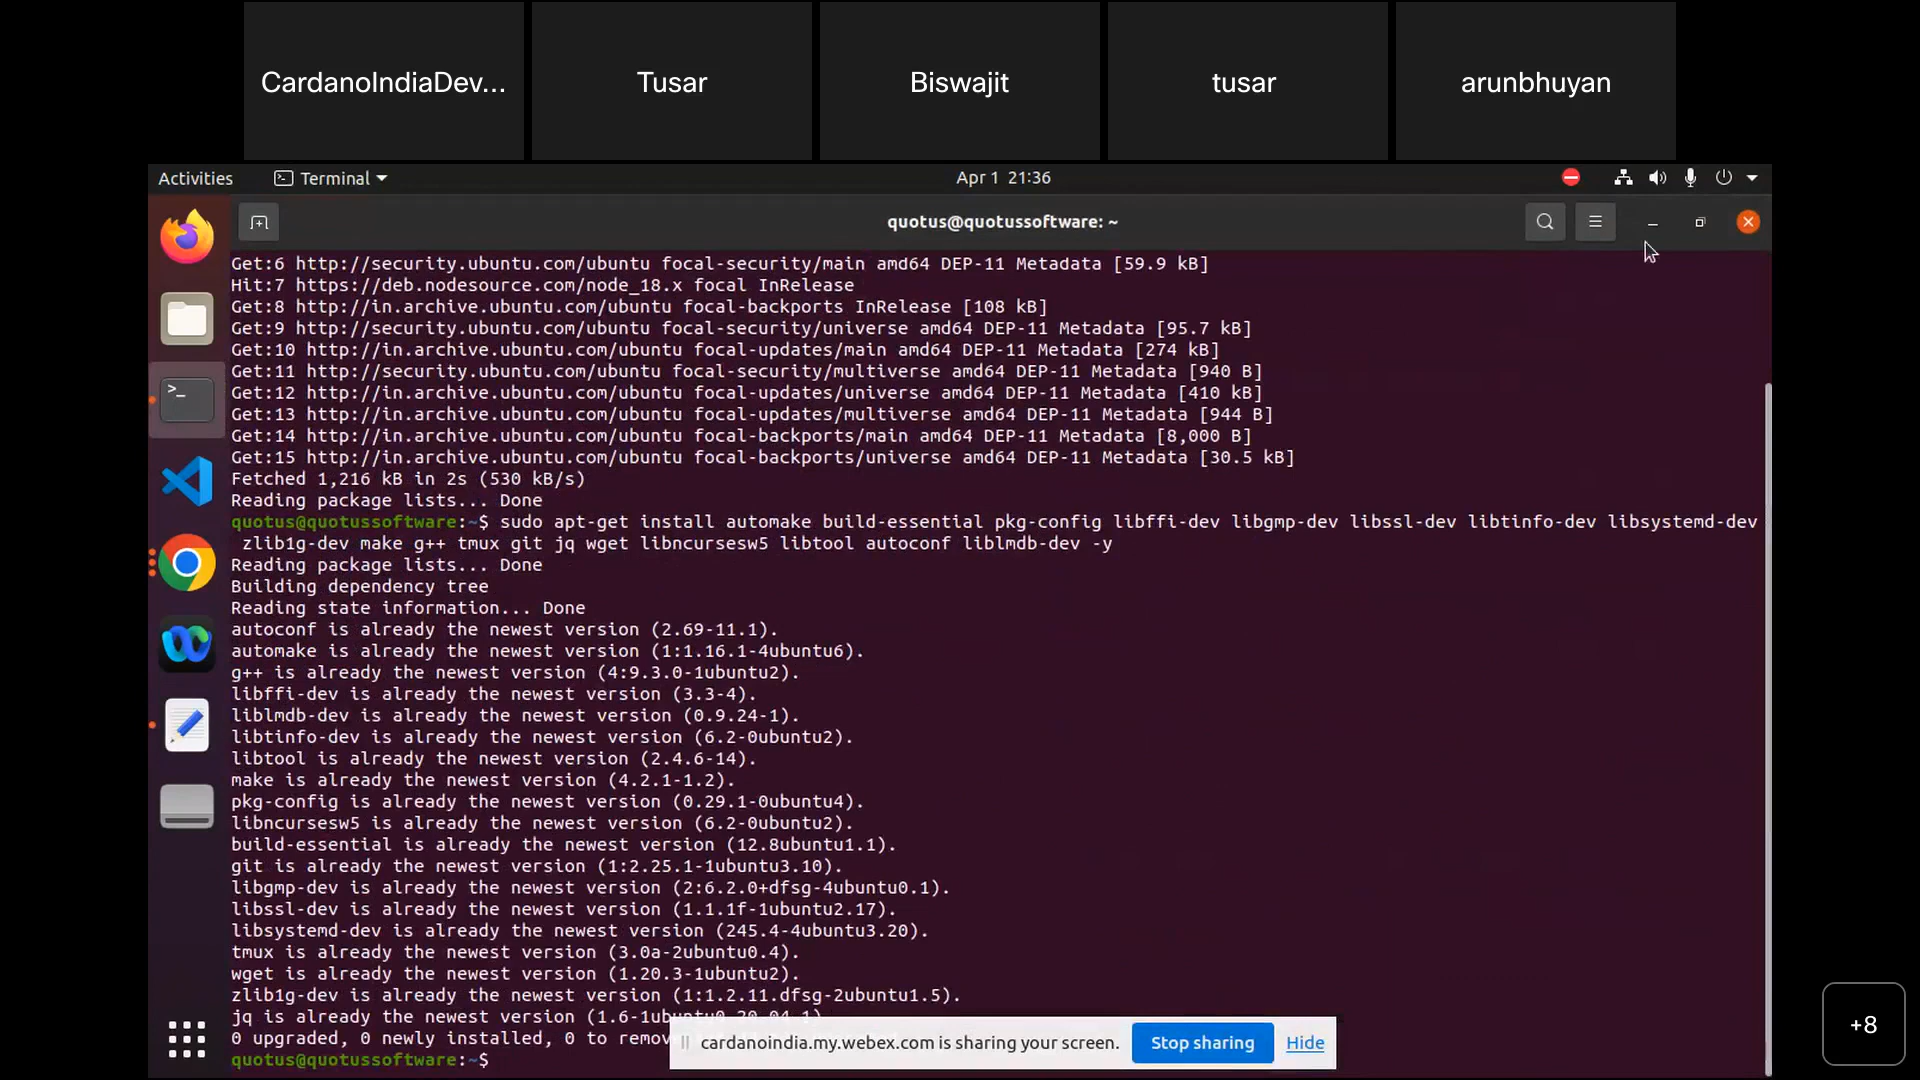 CardanoIndiaDev...
Tusar
Biswajit
tusar
arunbhuyan
Activities
Terminal
Apr 1 21:36
quotus@quotussoftware: ~
Get:6 http://security.ubuntu.com/ubuntu focal-security/main amd64 DEP-11 Metadata [59.9 kB]
Hit:7 https://deb.nodesource.com/node_18.x focal InRelease
Get:8 http://in.archive.ubuntu.com/ubuntu focal-backports InRelease [108 kB]
Get:9 http://security.ubuntu.com/ubuntu focal-security/universe amd64 DEP-11 Metadata [95.7 kB]
Get:10 http://in.archive.ubuntu.com/ubuntu focal-updates/main amd64 DEP-11 Metadata [274 kB]
Get:11 http://security.ubuntu.com/ubuntu focal-security/multiverse amd64 DEP-11 Metadata [940 B]
Get:12 http://in.archive.ubuntu.com/ubuntu focal-updates/universe amd64 DEP-11 Metadata [410 kB]
Get:13 http://in.archive.ubuntu.com/ubuntu focal-updates/multiverse amd64 DEP-11 Metadata [944 B]
Get:14 http://in.archive.ubuntu.com/ubuntu focal-backports/main amd64 DEP-11 Metadata [8,000 B]
Get:15 http://in.archive.ubuntu.com/ubuntu focal-backports/universe amd64 DEP-11 Metadata [30.5 kB]
Fetched 1,216 kB in 2s (530 kB/s)
Reading package lists... Done
quotus@quotussoftware:~$ sudo apt-get install automake build-essential pkg-config libffi-dev libgmp-dev libssl-dev libtinfo-dev libsystemd-dev
zlib1g-dev make g++ tmux git jq wget libncursesw5 libtool autoconf liblmdb-dev -y
Reading package lists... Done
Building dependency tree
Reading state information... Done
autoconf is already the newest version (2.69-11.1).
automake is already the newest version (1:1.16.1-4ubuntu6).
g++ is already the newest version (4:9.3.0-1ubuntu2).
libffi-dev is already the newest version (3.3-4).
liblmdb-dev is already the newest version (0.9.24-1).
libtinfo-dev is already the newest version (6.2-0ubuntu2).
libtool is already the newest version (2.4.6-14).
make is already the newest version (4.2.1-1.2).
pkg-config is already the newest version (0.29.1-0ubuntu4).
libncursesw5 is already the newest version (6.2-0ubuntu2).
build-essential is already the newest version (12.8ubuntu1.1).
git is already the newest version (1:2.25.1-1ubuntu3.10).
libgmp-dev is already the newest version (2:6.2.0+dfsg-4ubuntu0.1).
libssl-dev is already the newest version (1.1.1f-1ubuntu2.17).
libsystemd-dev is already the newest version (245.4-4ubuntu3.20).
tmux is already the newest version (3.0a-2ubuntu0.4).
wget is already the newest version (1.20.3-1ubuntu2).
zlib1g-dev is already the newest version (1:1.2.11.dfsg-2ubuntu1.5).
jq is already the newest version (1.6-1ubuntu0.20.04.1)
0 upgraded, 0 newly installed, 0 to remov
quotus@quotussoftware:~$
cardanoindia.my.webex.com is sharing your screen.
Stop sharing
Hide
+8